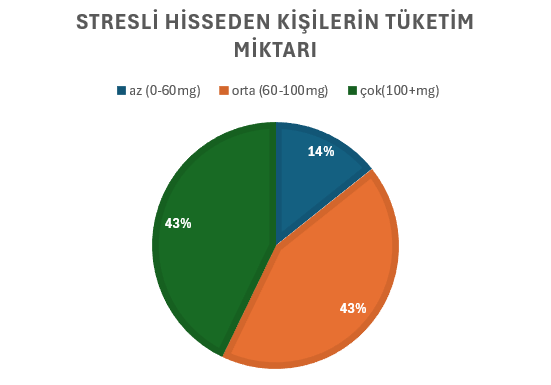 STRESLİ HİSSEDEN KİŞİLERİN TÜKETİM
MİKTARI
az (0-60mg) orta (60-100mg) çok(100+mg)
14%
43%
43%